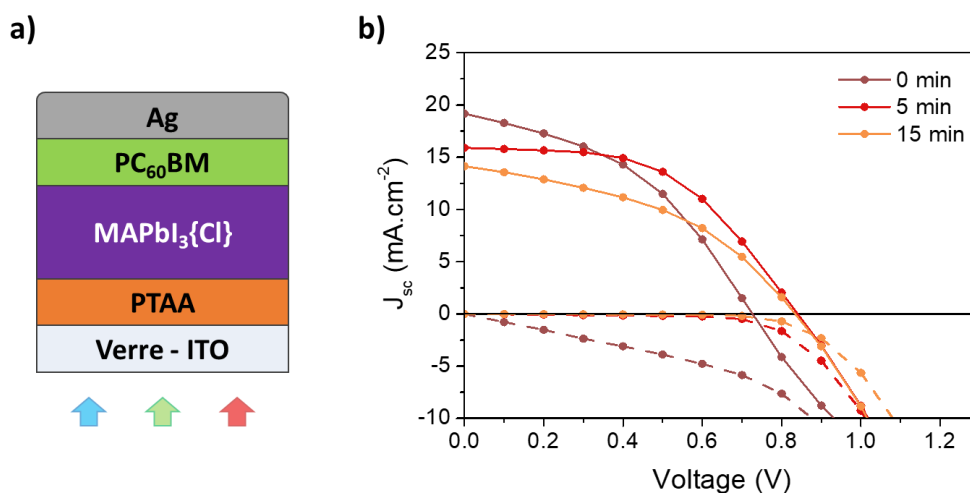 a)
Ag
PC₆₀BM
MAPbI₃{Cl}
PTAA
Verre - ITO
b)
25
20
15
10
5
0
-5
-10
J_sc (mA.cm⁻²)
0 min
5 min
15 min
0.0 0.2 0.4 0.6 0.8 1.0 1.2
Voltage (V)